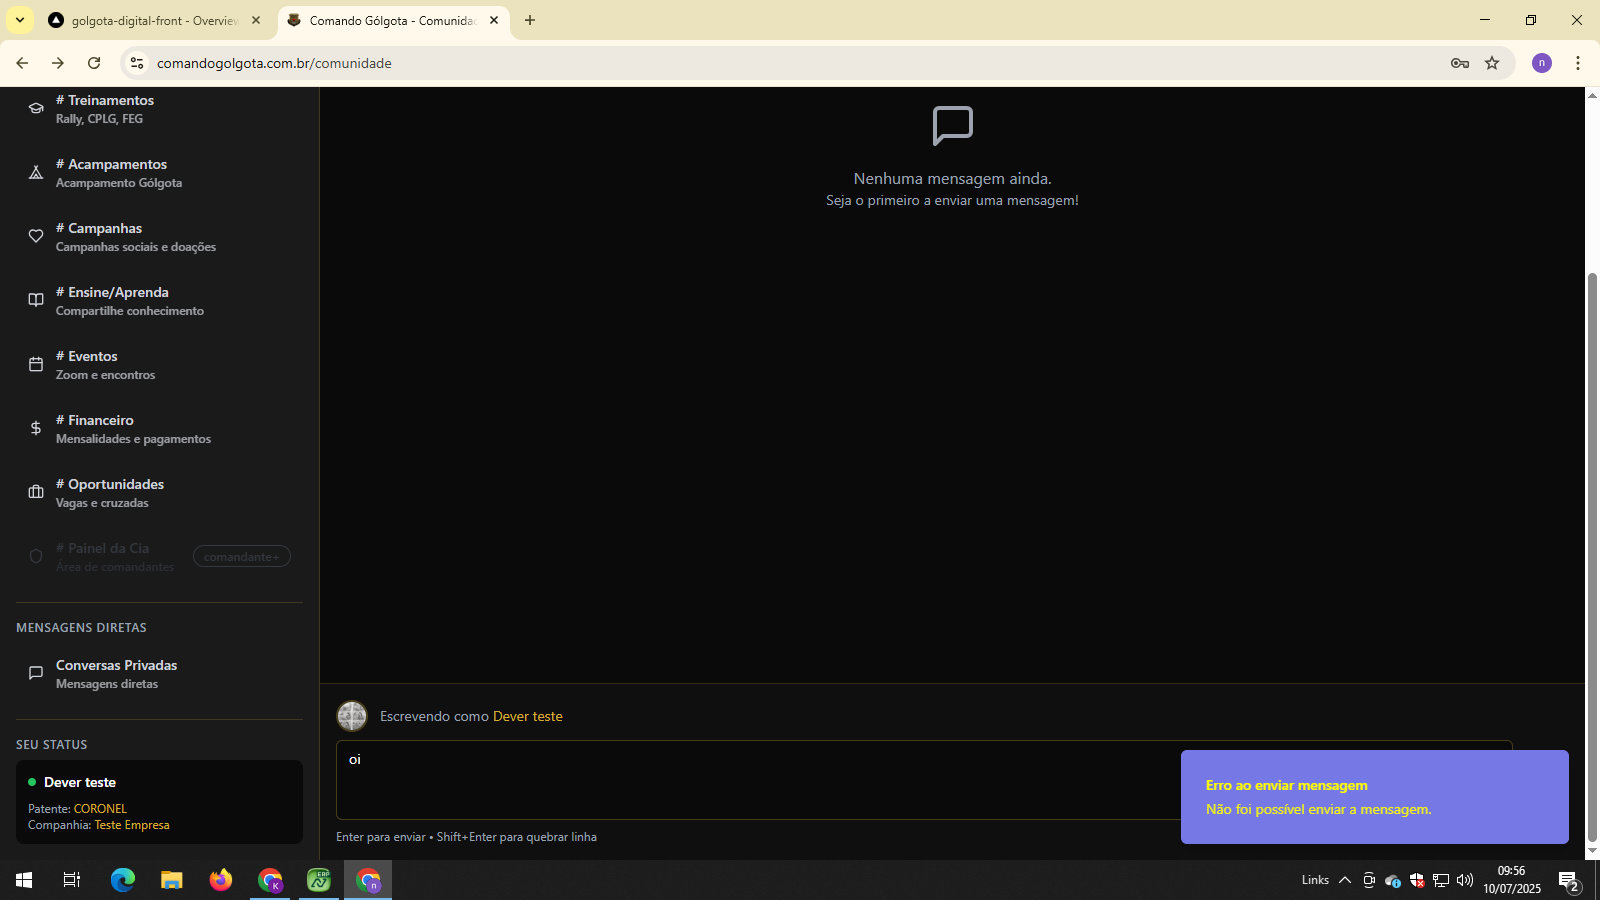 golgota-digital-front - Overview
Comando Gólgota - Comunidad
comandogolgota.com.br/comunidade
n
# Treinamentos
Rally, CPLG, FEG
# Acampamentos
Acampamento Gólgota
# Campanhas
Campanhas sociais e doações
# Ensine/Aprenda
Compartilhe conhecimento
# Eventos
Zoom e encontros
# Financeiro
Mensalidades e pagamentos
# Oportunidades
Vagas e cruzadas
# Painel da Cia
Área de comandantes
comandante+
MENSAGENS DIRETAS
Conversas Privadas
Mensagens diretas
SEU STATUS
Dever teste
Patente: CORONEL
Companhia: Teste Empresa
Nenhuma mensagem ainda.
Seja o primeiro a enviar uma mensagem!
Escrevendo como Dever teste
oi
Enter para enviar • Shift+Enter para quebrar linha
Erro ao enviar mensagem
Não foi possível enviar a mensagem.
K
ERP
n
Links
09:56
10/07/2025
2